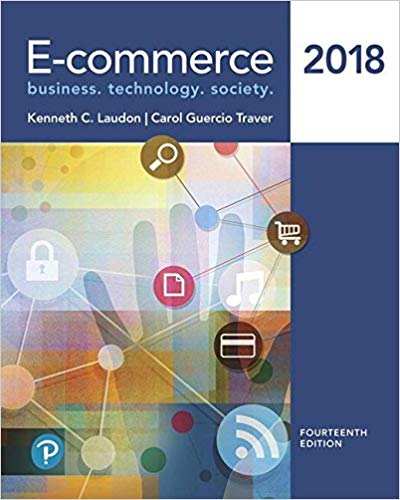 E-commerce
2018
business. technology. society.
Kenneth C. Laudon | Carol Guercio Traver
FOURTEENTH
EDITION
P